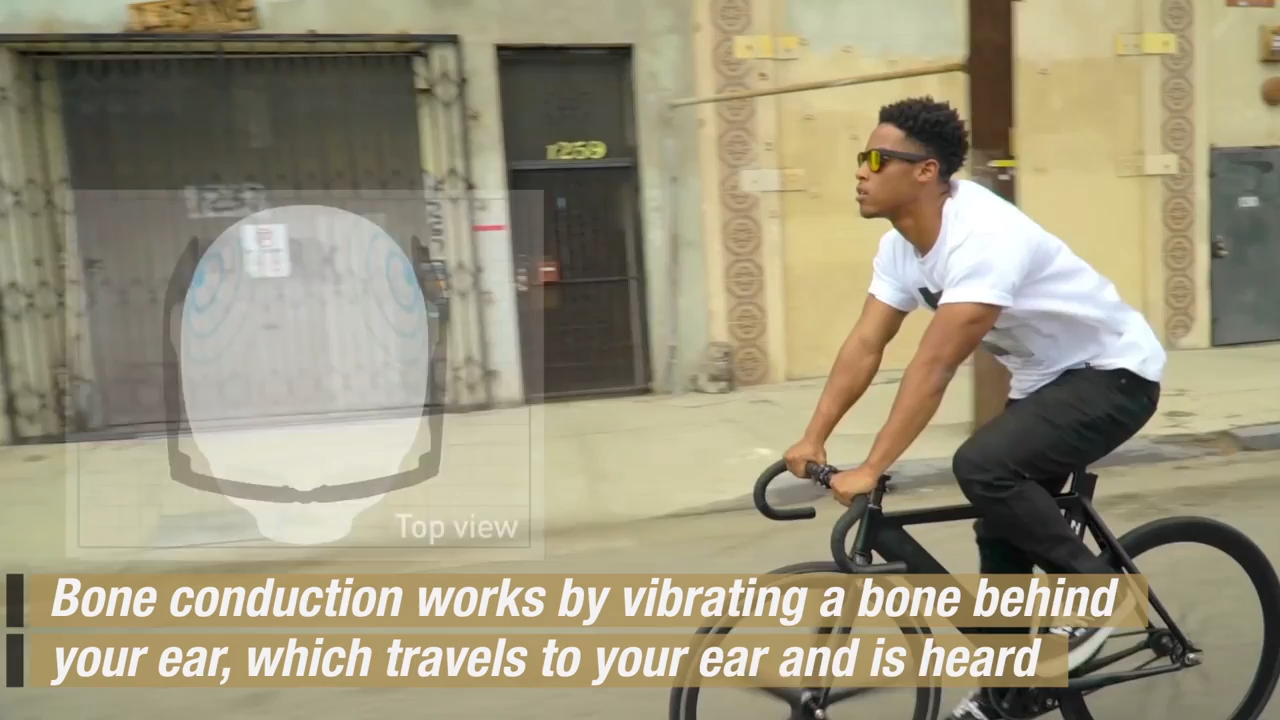 1259
Top view
Bone conduction works by vibrating a bone behind
your ear, which travels to your ear and is heard